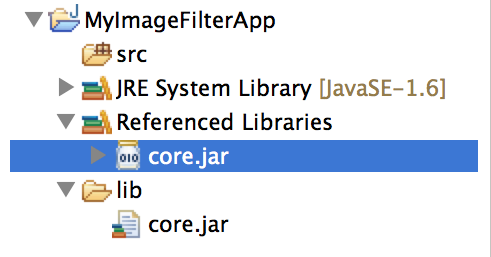 MyImageFilterApp
src
JRE System Library [JavaSE-1.6]
Referenced Libraries
core.jar
lib
core.jar